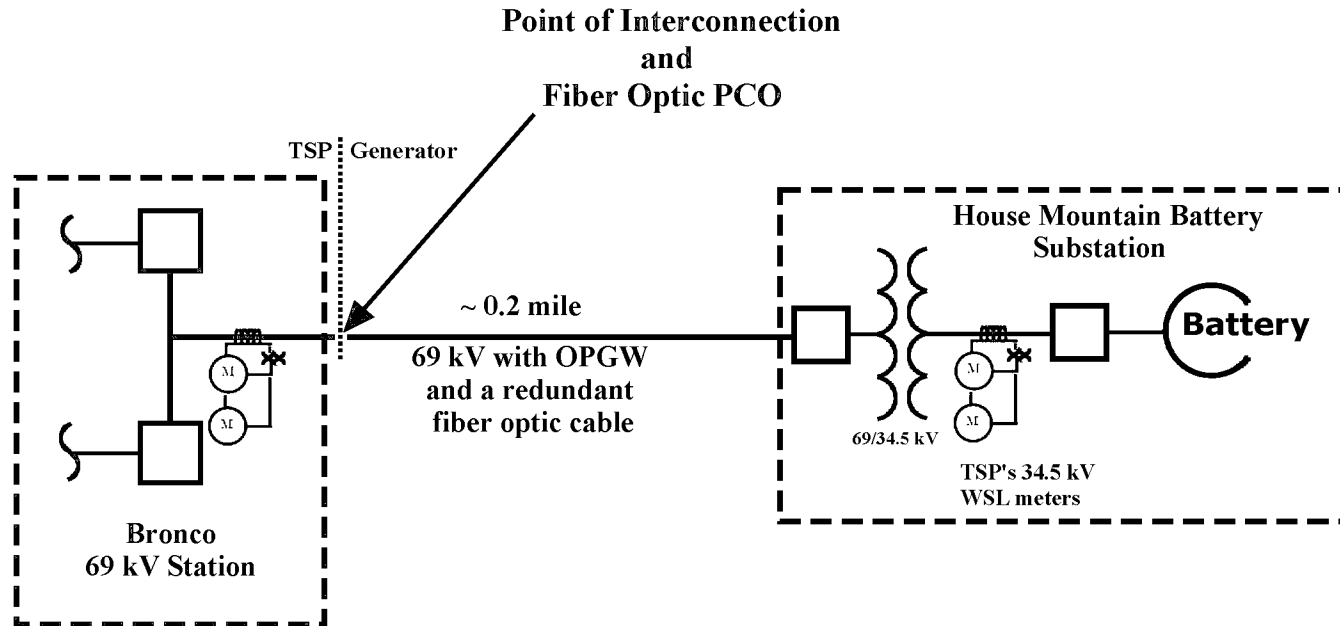 Point of Interconnection
and
Fiber Optic PCO
TSP
Generator
House Mountain Battery
Substation
~ 0.2 mile
69 kV with OPGW
and a redundant
fiber optic cable
M
M
Bronco
69 kV Station
69/34.5 kV
M
M
TSP's 34.5 kV
WSL meters
Battery